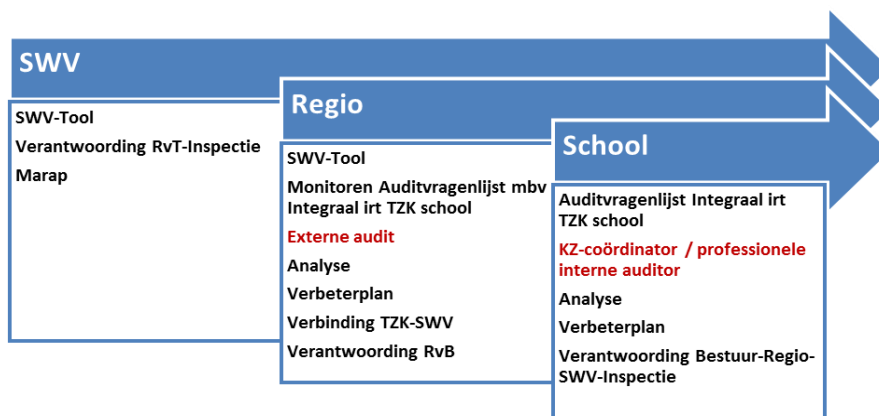 SWV
SWV-Tool
Verantwoording RvT-Inspectie
Marap
Regio
SWV-Tool
Monitoren Auditvragenlijst mbv
Integraal irt TZK school
Externe audit
Analyse
Verbeterplan
Verbinding TZK-SWV
Verantwoording RvB
School
Auditvragenlijst Integraal irt
TZK school
KZ-coördinator / professionele
interne auditor
Analyse
Verbeterplan
Verantwoording Bestuur-Regio-
SWV-Inspectie